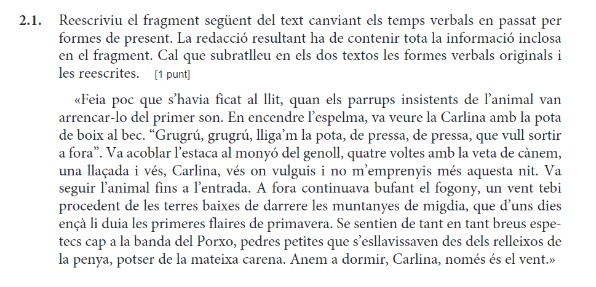 2.1. Reescriviu el fragment següent del text canviant els temps verbals en passat per
formes de present. La redacció resultant ha de contenir tota la informació inclosa
en el fragment. Cal que subratlleu en els dos textos les formes verbals originals i
les reescrites. [1 punt]
«Feia poc que s’havia ficat al llit, quan els parrups insistents de l’animal van
arrencar-lo del primer son. En encendre l’espelma, va veure la Carlina amb la pota
de boix al bec. “Grugrú, grugrú, lliga’m la pota, de pressa, de pressa, que vull sortir
a fora”. Va acoblar l’estaca al monyó del genoll, quatre voltes amb la veta de cànem,
una llaçada i vés, Carlina, vés on vulguis i no m’emprenyis més aquesta nit. Va
seguir l’animal fins a l’entrada. A fora continuava bufant el fogony, un vent tebi
procedent de les terres baixes de darrere les muntanyes de migdia, que d’uns dies
ençà li duia les primeres flaires de primavera. Se sentien de tant en tant breus espe-
tecs cap a la banda del Porxo, pedres petites que s’esllavissaven des dels relleixos de
la penya, potser de la mateixa carena. Anem a dormir, Carlina, només és el vent.»